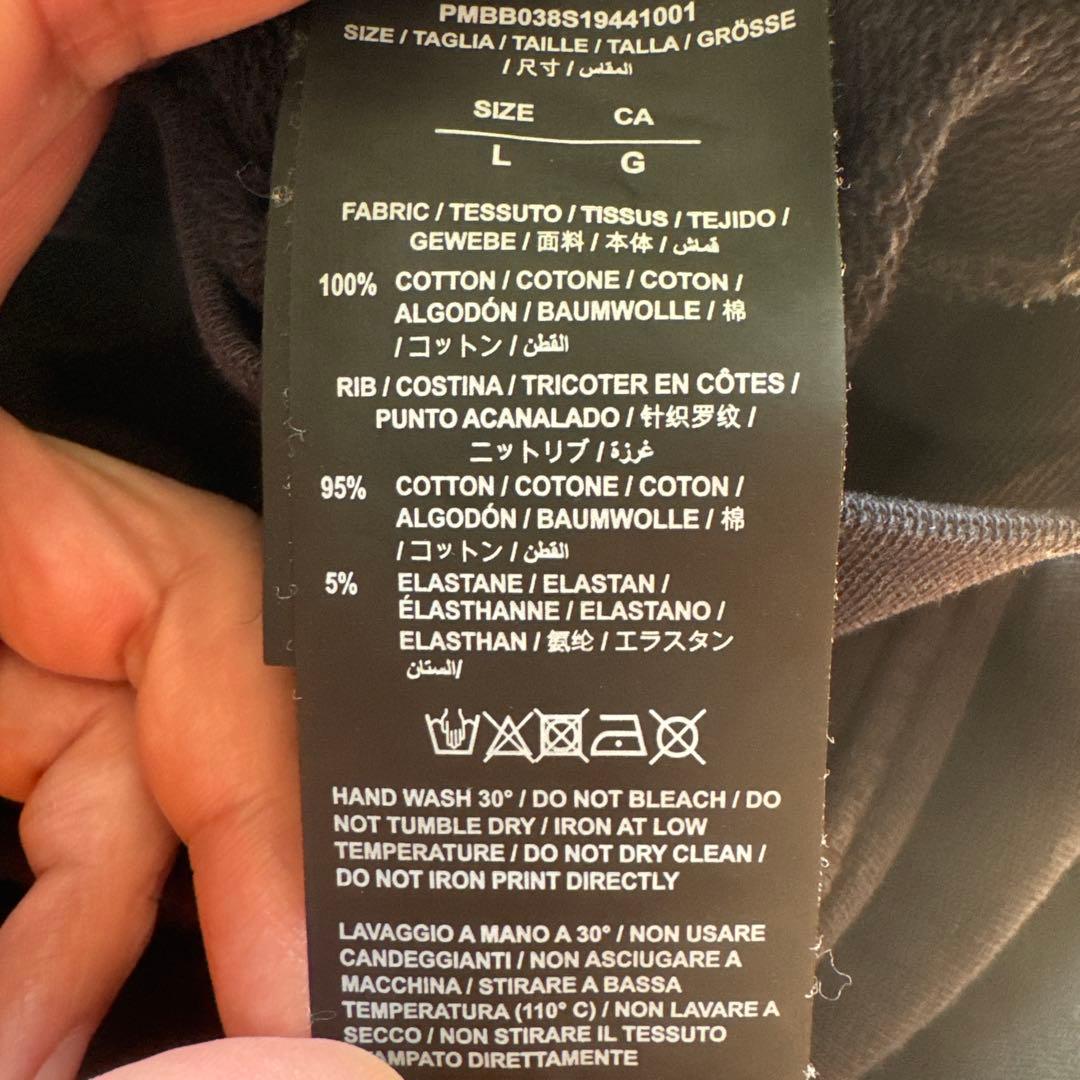 PMBB038S19441001
SIZE / TAGLIA / TAILLE / TALLA / GRÖSSE
/ 尺寸 / المقاس
SIZE CA
L G
FABRIC / TESSUTO / TISSUS / TEJIDO /
GEWEBE / 面料 / 本体 / قماش
100% COTTON / COTONE / COTON /
ALGODÓN / BAUMWOLLE / 棉
/ コットン / القطن
RIB / COSTINA / TRICOTER EN CÔTES /
PUNTO ACANALADO / 针织罗纹 /
ニットリブ / غرزة
95% COTTON / COTONE / COTON /
ALGODÓN / BAUMWOLLE / 棉
/ コットン / القطن
5% ELASTANE / ELASTAN /
ÉLASTHANNE / ELASTANO /
ELASTHAN / 氨纶 / エラスタン
/الستان
HAND WASH 30° / DO NOT BLEACH / DO
NOT TUMBLE DRY / IRON AT LOW
TEMPERATURE / DO NOT DRY CLEAN /
DO NOT IRON PRINT DIRECTLY
LAVAGGIO A MANO A 30° / NON USARE
CANDEGGIANTI / NON ASCIUGARE A
MACCHINA / STIRARE A BASSA
TEMPERATURA (110° C) / NON LAVARE A
SECCO / NON STIRARE IL TESSUTO
AMPATO DIRETTAMENTE